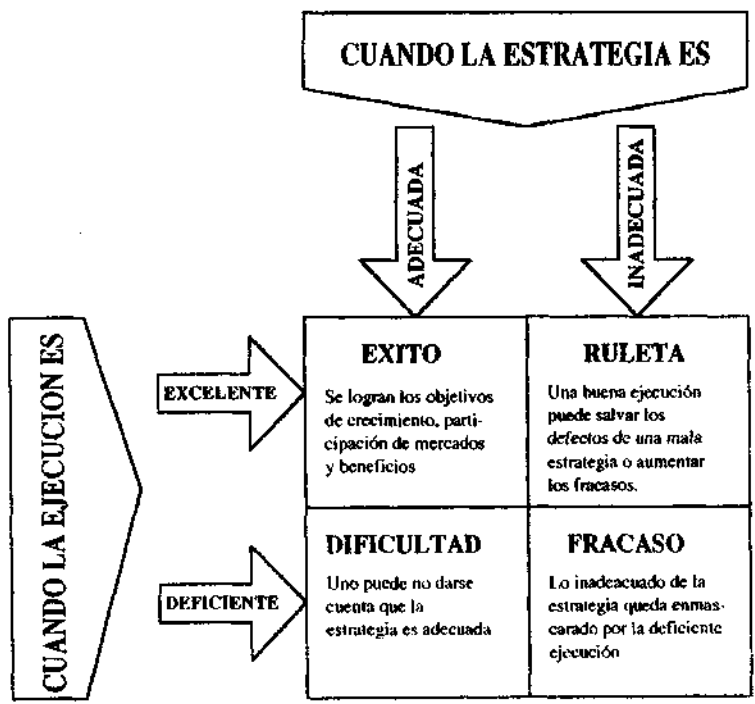 CUANDO LA ESTRATEGIA ES
ADECUADA
INADECUADA
CUANDO LA EJECUCION ES
EXCELENTE
EXITO
Se logran los objetivos
de crecimiento, parti-
cipación de mercados
y beneficios
RULETA
Una buena ejecución
puede salvar los
defectos de una mala
estrategia o aumentar
los fracasos.
DEFICIENTE
DIFICULTAD
Uno puede no darse
cuenta que la
estrategia es adecuada
FRACASO
Lo inadeacuado de la
estrategia queda enmas-
carado por la deficiente
ejecución